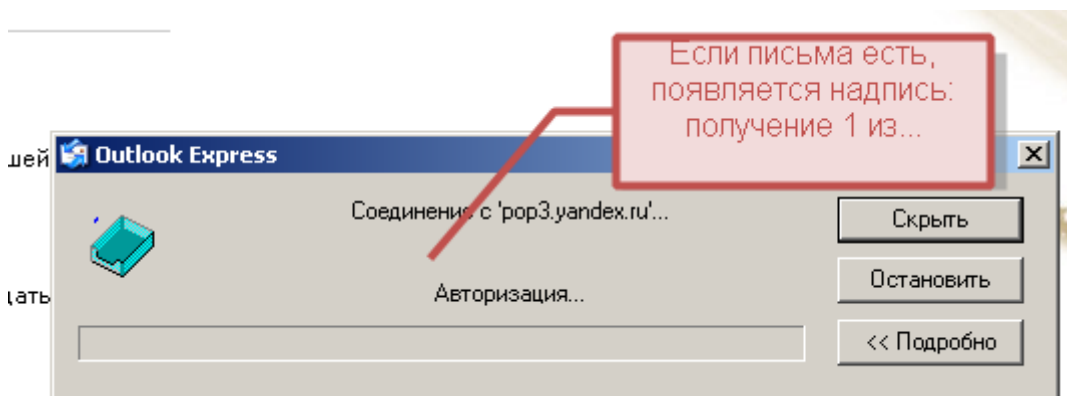 Если письма есть,
появляется надпись:
получение 1 из...
шей
Outlook Express
Соединение с 'pop3.yandex.ru'...
Скрыть
Остановить
дать
Авторизация...
<< Подробно